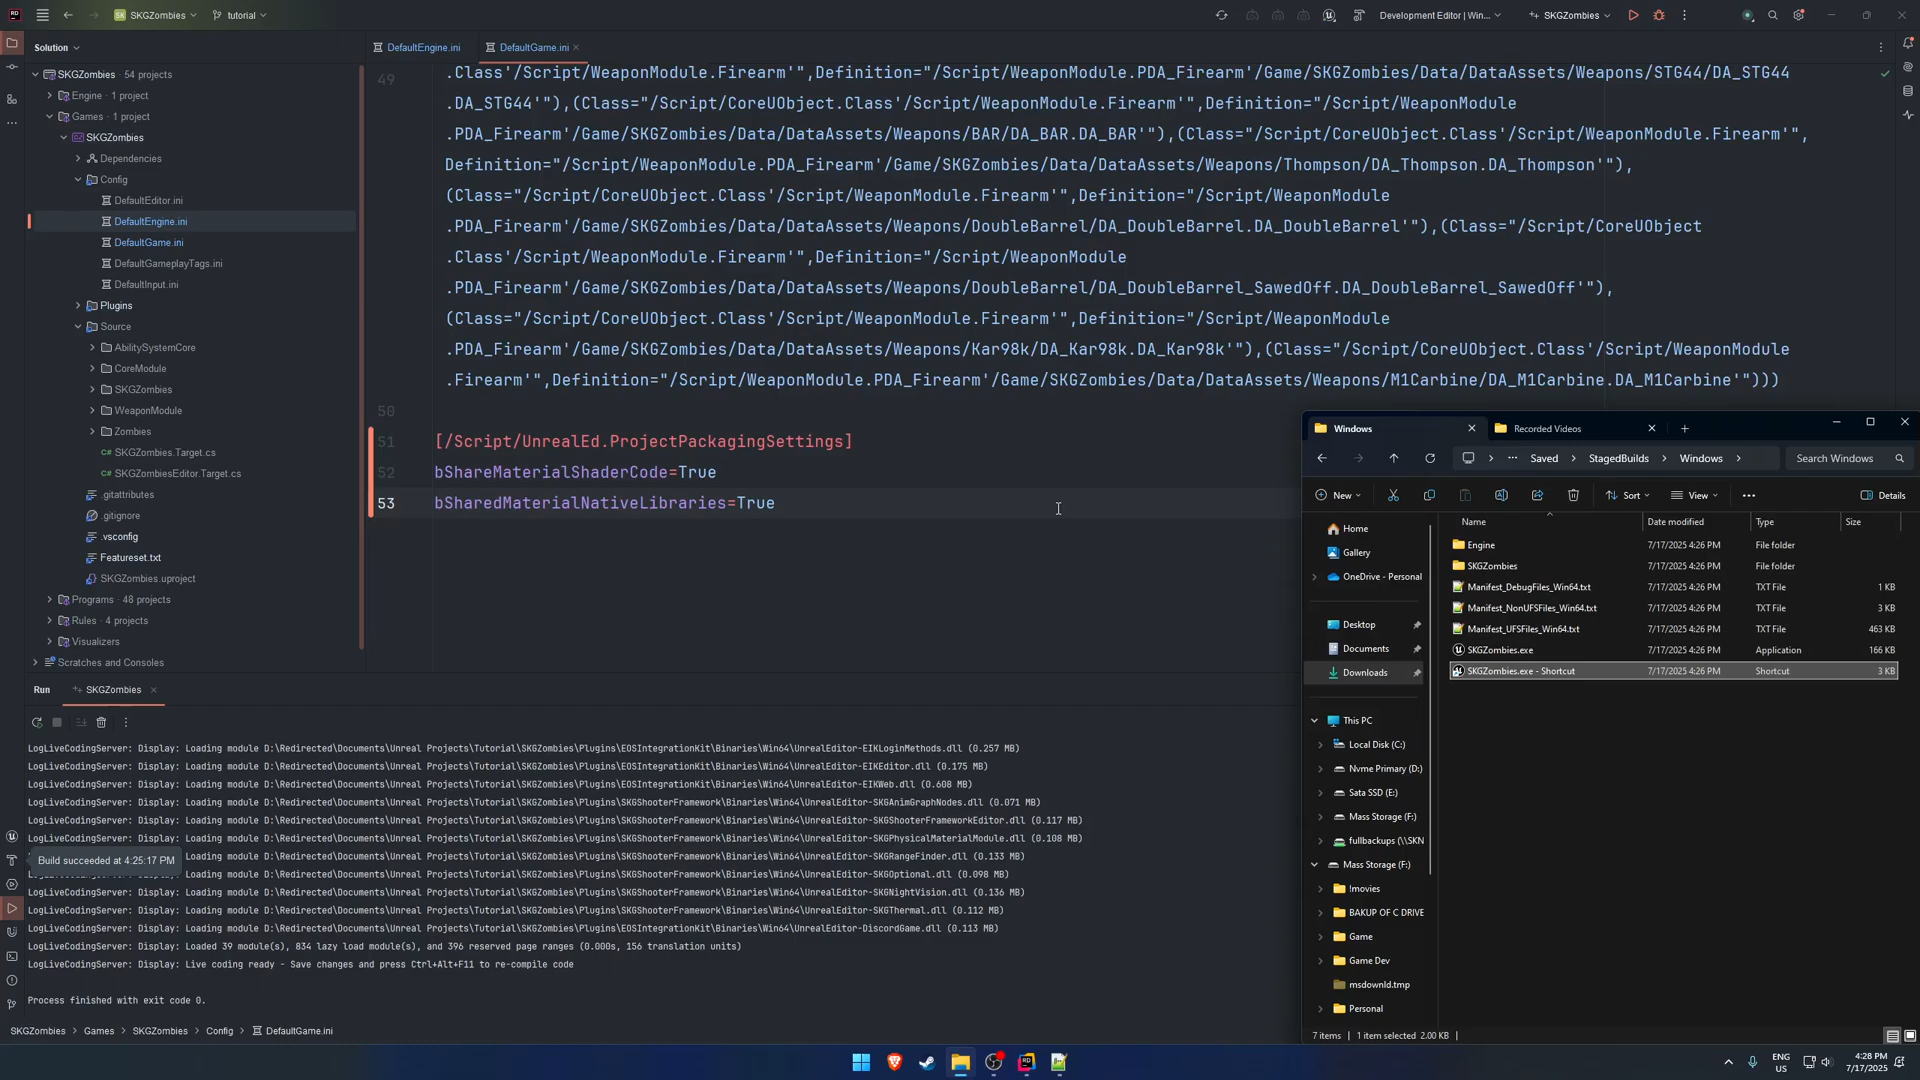 SKGZombies
tutorial
Development Editor | Win...
SKGZombies
Solution
SKGZombies · 54 projects
Engine · 1 project
Games · 1 project
SKGZombies
Dependencies
Config
DefaultEditor.ini
DefaultEngine.ini
DefaultGame.ini
DefaultGameplayTags.ini
DefaultInput.ini
Plugins
Source
AbilitySystemCore
CoreModule
SKGZombies
WeaponModule
Zombies
SKGZombies.Target.cs
SKGZombiesEditor.Target.cs
.gitattributes
.gitignore
.vsconfig
Featureset.txt
SKGZombies.uproject
Programs · 48 projects
Rules · 4 projects
Visualizers
Scratches and Consoles
DefaultEngine.ini
DefaultGame.ini
49 .Class'/Script/WeaponModule.Firearm'",Definition="/Script/WeaponModule.PDA_Firearm'/Game/SKGZombies/Data/DataAssets/Weapons/STG44/DA_STG44
.DA_STG44'"),(Class="/Script/CoreUObject.Class'/Script/WeaponModule.Firearm'",Definition="/Script/WeaponModule
.PDA_Firearm'/Game/SKGZombies/Data/DataAssets/Weapons/BAR/DA_BAR.DA_BAR'"),(Class="/Script/CoreUObject.Class'/Script/WeaponModule.Firearm'",
Definition="/Script/WeaponModule.PDA_Firearm'/Game/SKGZombies/Data/DataAssets/Weapons/Thompson/DA_Thompson.DA_Thompson'"),
(Class="/Script/CoreUObject.Class'/Script/WeaponModule.Firearm'",Definition="/Script/WeaponModule
.PDA_Firearm'/Game/SKGZombies/Data/DataAssets/Weapons/DoubleBarrel/DA_DoubleBarrel.DA_DoubleBarrel'"),(Class="/Script/CoreUObject
.Class'/Script/WeaponModule.Firearm'",Definition="/Script/WeaponModule
.PDA_Firearm'/Game/SKGZombies/Data/DataAssets/Weapons/DoubleBarrel/DA_DoubleBarrel_SawedOff.DA_DoubleBarrel_SawedOff'"),
(Class="/Script/CoreUObject.Class'/Script/WeaponModule.Firearm'",Definition="/Script/WeaponModule
.PDA_Firearm'/Game/SKGZombies/Data/DataAssets/Weapons/Kar98k/DA_Kar98k.DA_Kar98k'"),(Class="/Script/CoreUObject.Class'/Script/WeaponModule
.Firearm'",Definition="/Script/WeaponModule.PDA_Firearm'/Game/SKGZombies/Data/DataAssets/Weapons/M1Carbine/DA_M1Carbine.DA_M1Carbine'")))
50
51 [/Script/UnrealEd.ProjectPackagingSettings]
52 bShareMaterialShaderCode=True
53 bSharedMaterialNativeLibraries=True
Windows
Recorded Videos
Saved
StagedBuilds
Windows
Search Windows
New
Sort
View
Details
Home
Gallery
OneDrive - Personal
Desktop
Documents
Downloads
This PC
Local Disk (C:)
Nvme Primary (D:)
Sata SSD (E:)
Mass Storage (F:)
fullbackups (\\SKN
Mass Storage (F:)
!movies
BAKUP OF C DRIVE
Game
Game Dev
msdownld.tmp
Personal
Name Date modified Type Size
Engine 7/17/2025 4:26 PM File folder
SKGZombies 7/17/2025 4:26 PM File folder
Manifest_DebugFiles_Win64.txt 7/17/2025 4:26 PM TXT File 1 KB
Manifest_NonUFSFiles_Win64.txt 7/17/2025 4:26 PM TXT File 3 KB
Manifest_UFSFiles_Win64.txt 7/17/2025 4:26 PM TXT File 463 KB
SKGZombies.exe 7/17/2025 4:26 PM Application 166 KB
SKGZombies.exe - Shortcut 7/17/2025 4:26 PM Shortcut 3 KB
7 items 1 item selected 2.00 KB
Run
SKGZombies
LogLiveCodingServer: Display: Loading module D:\Redirected\Documents\Unreal Projects\Tutorial\SKGZombies\Plugins\EOSIntegrationKit\Binaries\Win64\UnrealEditor-EIKLoginMethods.dll (0.257 MB)
LogLiveCodingServer: Display: Loading module D:\Redirected\Documents\Unreal Projects\Tutorial\SKGZombies\Plugins\EOSIntegrationKit\Binaries\Win64\UnrealEditor-EIKEditor.dll (0.175 MB)
LogLiveCodingServer: Display: Loading module D:\Redirected\Documents\Unreal Projects\Tutorial\SKGZombies\Plugins\EOSIntegrationKit\Binaries\Win64\UnrealEditor-EIKWeb.dll (0.608 MB)
LogLiveCodingServer: Display: Loading module D:\Redirected\Documents\Unreal Projects\Tutorial\SKGZombies\Plugins\SKGShooterFramework\Binaries\Win64\UnrealEditor-SKGAnimGraphNodes.dll (0.071 MB)
LogLiveCodingServer: Display: Loading module D:\Redirected\Documents\Unreal Projects\Tutorial\SKGZombies\Plugins\SKGShooterFramework\Binaries\Win64\UnrealEditor-SKGShooterFrameworkEditor.dll (0.117 MB)
LogLiveCodingServer: Display: Loading module D:\Redirected\Documents\Unreal Projects\Tutorial\SKGZombies\Plugins\SKGShooterFramework\Binaries\Win64\UnrealEditor-SKGPhysicalMaterialModule.dll (0.108 MB)
Build succeeded at 4:25:17 PM
Loading module D:\Redirected\Documents\Unreal Projects\Tutorial\SKGZombies\Plugins\SKGShooterFramework\Binaries\Win64\UnrealEditor-SKGRangeFinder.dll (0.133 MB)
Loading module D:\Redirected\Documents\Unreal Projects\Tutorial\SKGZombies\Plugins\SKGShooterFramework\Binaries\Win64\UnrealEditor-SKGOptional.dll (0.098 MB)
LogLiveCodingServer: Display: Loading module D:\Redirected\Documents\Unreal Projects\Tutorial\SKGZombies\Plugins\SKGShooterFramework\Binaries\Win64\UnrealEditor-SKGNightVision.dll (0.136 MB)
LogLiveCodingServer: Display: Loading module D:\Redirected\Documents\Unreal Projects\Tutorial\SKGZombies\Plugins\SKGShooterFramework\Binaries\Win64\UnrealEditor-SKGThermal.dll (0.112 MB)
LogLiveCodingServer: Display: Loading module D:\Redirected\Documents\Unreal Projects\Tutorial\SKGZombies\Plugins\SKGShooterFramework\Binaries\Win64\UnrealEditor-DiscordGame.dll (0.113 MB)
LogLiveCodingServer: Display: Loaded 39 module(s), 834 lazy load module(s), and 396 reserved page ranges (0.000s, 156 translation units)
LogLiveCodingServer: Display: Live coding ready - Save changes and press Ctrl+Alt+F11 to re-compile code
Process finished with exit code 0.
SKGZombies
Games
SKGZombies
Config
DefaultGame.ini
ENG
US
4:28 PM
7/17/2025